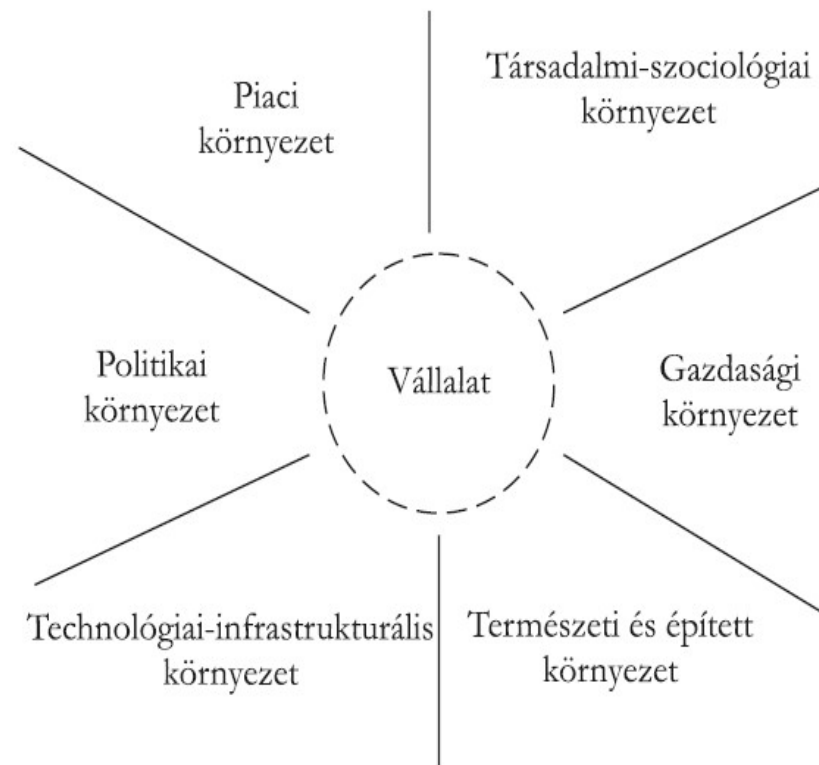 Piaci
környezet
Társadalmi-szociológiai
környezet
Politikai
környezet
Vállalat
Gazdasági
környezet
Technológiai-infrastrukturális
környezet
Természeti és épített
környezet